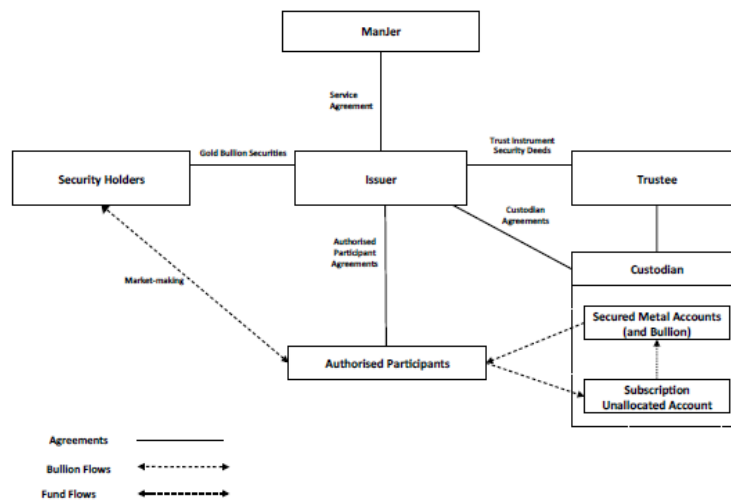 ManJer
Service
Agreement
Gold Bullion Securities
Trust Instrument
Security Deeds
Security Holders
Issuer
Trustee
Custodian
Agreements
Authorised
Participant
Agreements
Custodian
Market-making
Secured Metal Accounts
(and Bullion)
Authorised Participants
Subscription
Unallocated Account
Agreements
Bullion Flows
Fund Flows